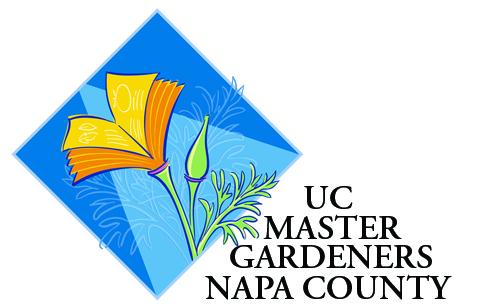 UC
MASTER
GARDENERS
NAPA COUNTY